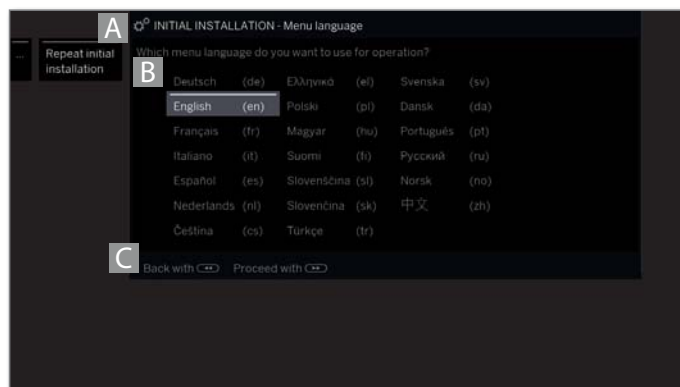 A
INITIAL INSTALLATION - Menu language
... Repeat initial
installation
Which menu language do you want to use for operation?
B
Deutsch (de) Ελληνικά (el) Svenska (sv)
English (en) Polski (pl) Dansk (da)
Français (fr) Magyar (hu) Português (pt)
Italiano (it) Suomi (fi) Русский (ru)
Español (es) Slovenščina (sl) Norsk (no)
Nederlands (nl) Slovenčina (sk) 中文 (zh)
Čeština (cs) Türkçe (tr)
C
Back with Proceed with